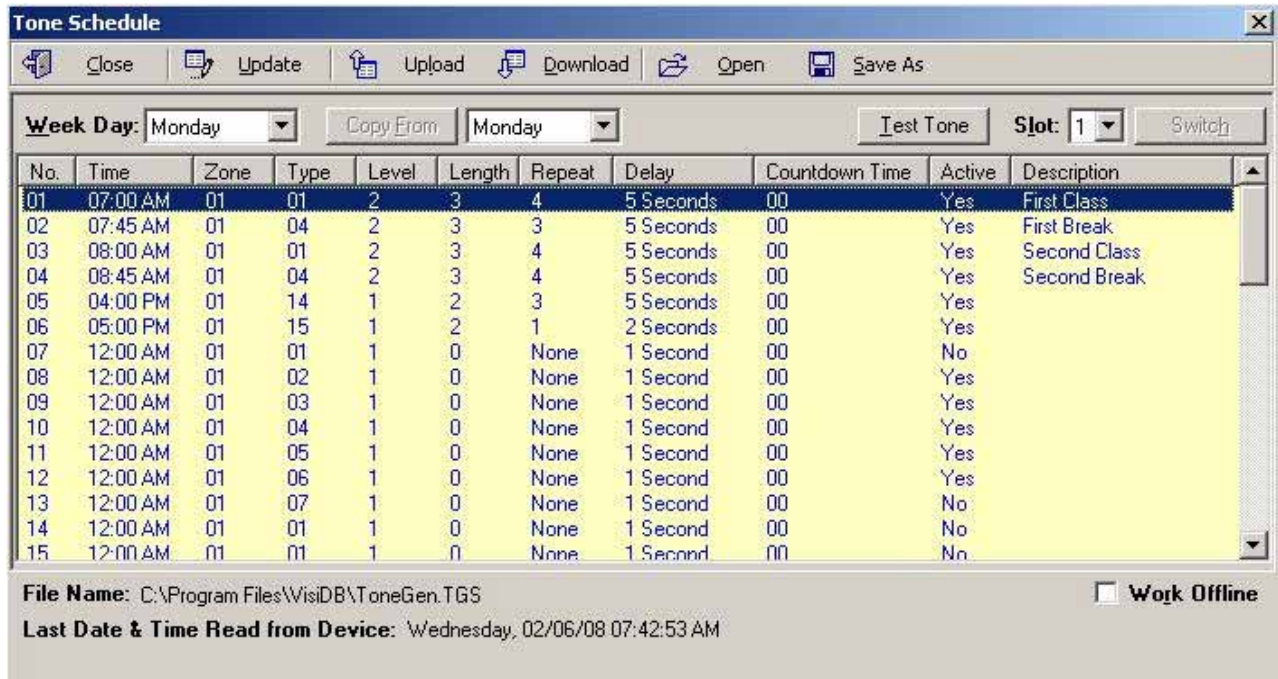 Tone Schedule
Close Update Upload Download Open Save As
Week Day: Monday Copy From Monday Test Tone Slot: 1 Switch
No. Time Zone Type Level Length Repeat Delay Countdown Time Active Description
01 07:00 AM 01 01 2 3 4 5 Seconds 00 Yes First Class
02 07:45 AM 01 04 2 3 3 5 Seconds 00 Yes First Break
03 08:00 AM 01 01 2 3 4 5 Seconds 00 Yes Second Class
04 08:45 AM 01 04 2 3 4 5 Seconds 00 Yes Second Break
05 04:00 PM 01 14 1 2 3 5 Seconds 00 Yes
06 05:00 PM 01 15 1 2 1 2 Seconds 00 Yes
07 12:00 AM 01 01 1 0 None 1 Second 00 No
08 12:00 AM 01 02 1 0 None 1 Second 00 Yes
09 12:00 AM 01 03 1 0 None 1 Second 00 Yes
10 12:00 AM 01 04 1 0 None 1 Second 00 Yes
11 12:00 AM 01 05 1 0 None 1 Second 00 Yes
12 12:00 AM 01 06 1 0 None 1 Second 00 Yes
13 12:00 AM 01 07 1 0 None 1 Second 00 No
14 12:00 AM 01 01 1 0 None 1 Second 00 No
15 12:00 AM 01 01 1 0 None 1 Second 00 No
File Name: C:\Program Files\VisiDB\ToneGen.TGS Work Offline
Last Date & Time Read from Device: Wednesday, 02/06/08 07:42:53 AM